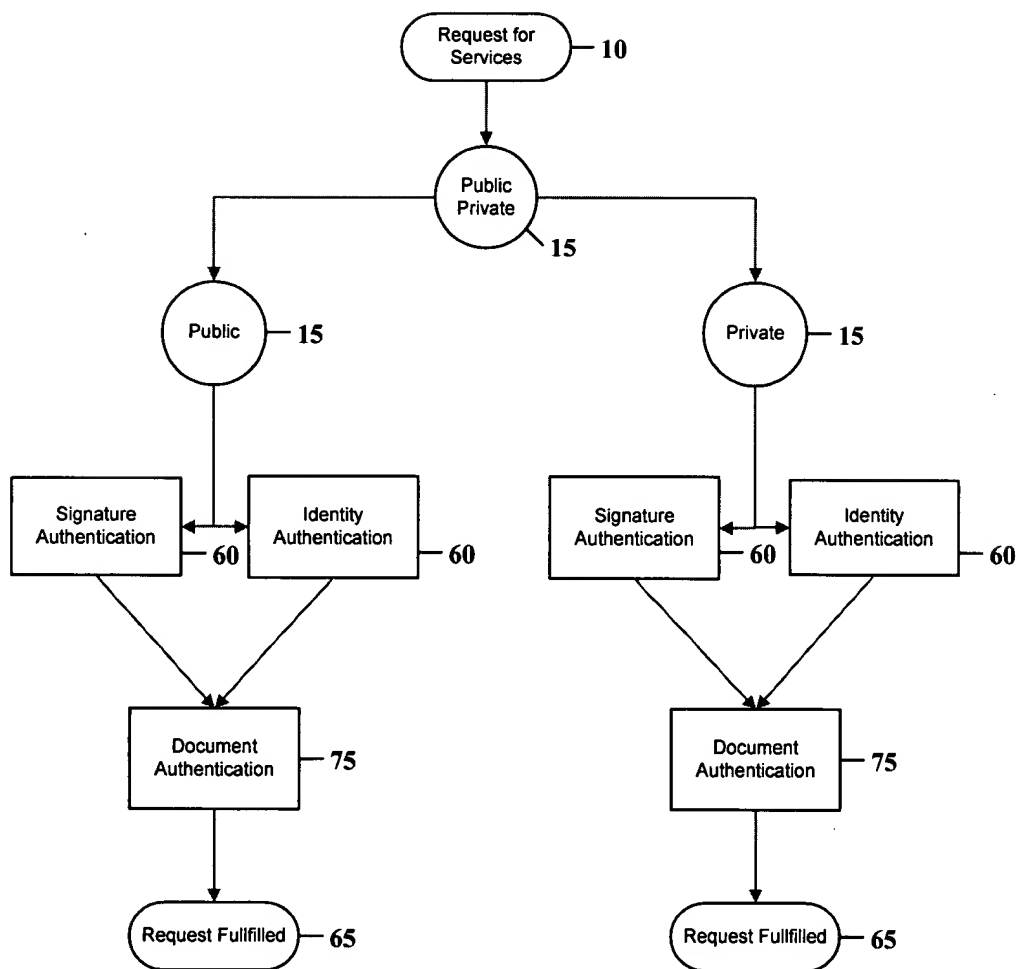 Request for
Services
10
Public
Private
15
Public
15
Private
15
Signature
Authentication
60
Identity
Authentication
60
Signature
Authentication
60
Identity
Authentication
60
Document
Authentication
75
Document
Authentication
75
Request Fullfilled
65
Request Fullfilled
65